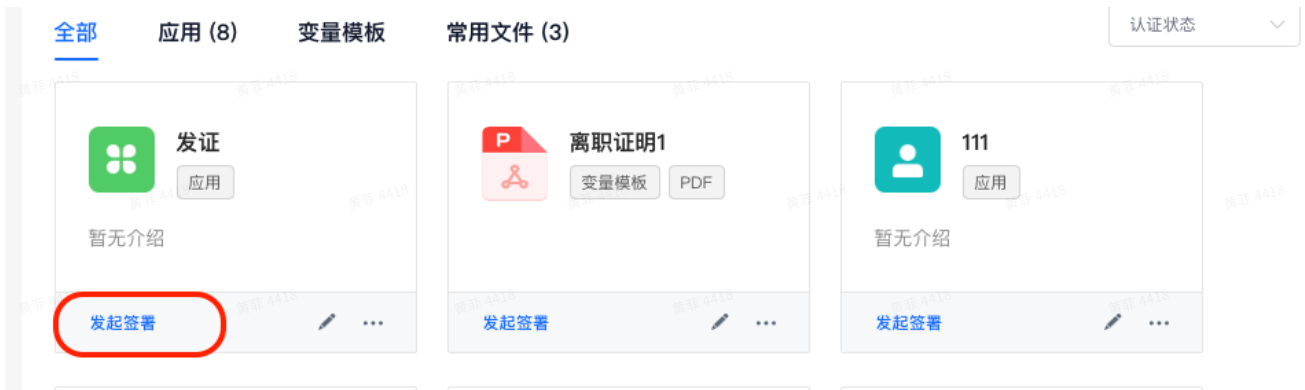 全部 应用 (8) 变量模板 常用文件 (3) 认证状态
发证 P 离职证明1 111
应用 变量模板 PDF 应用
暂无介绍 暂无介绍
发起签署 发起签署 发起签署